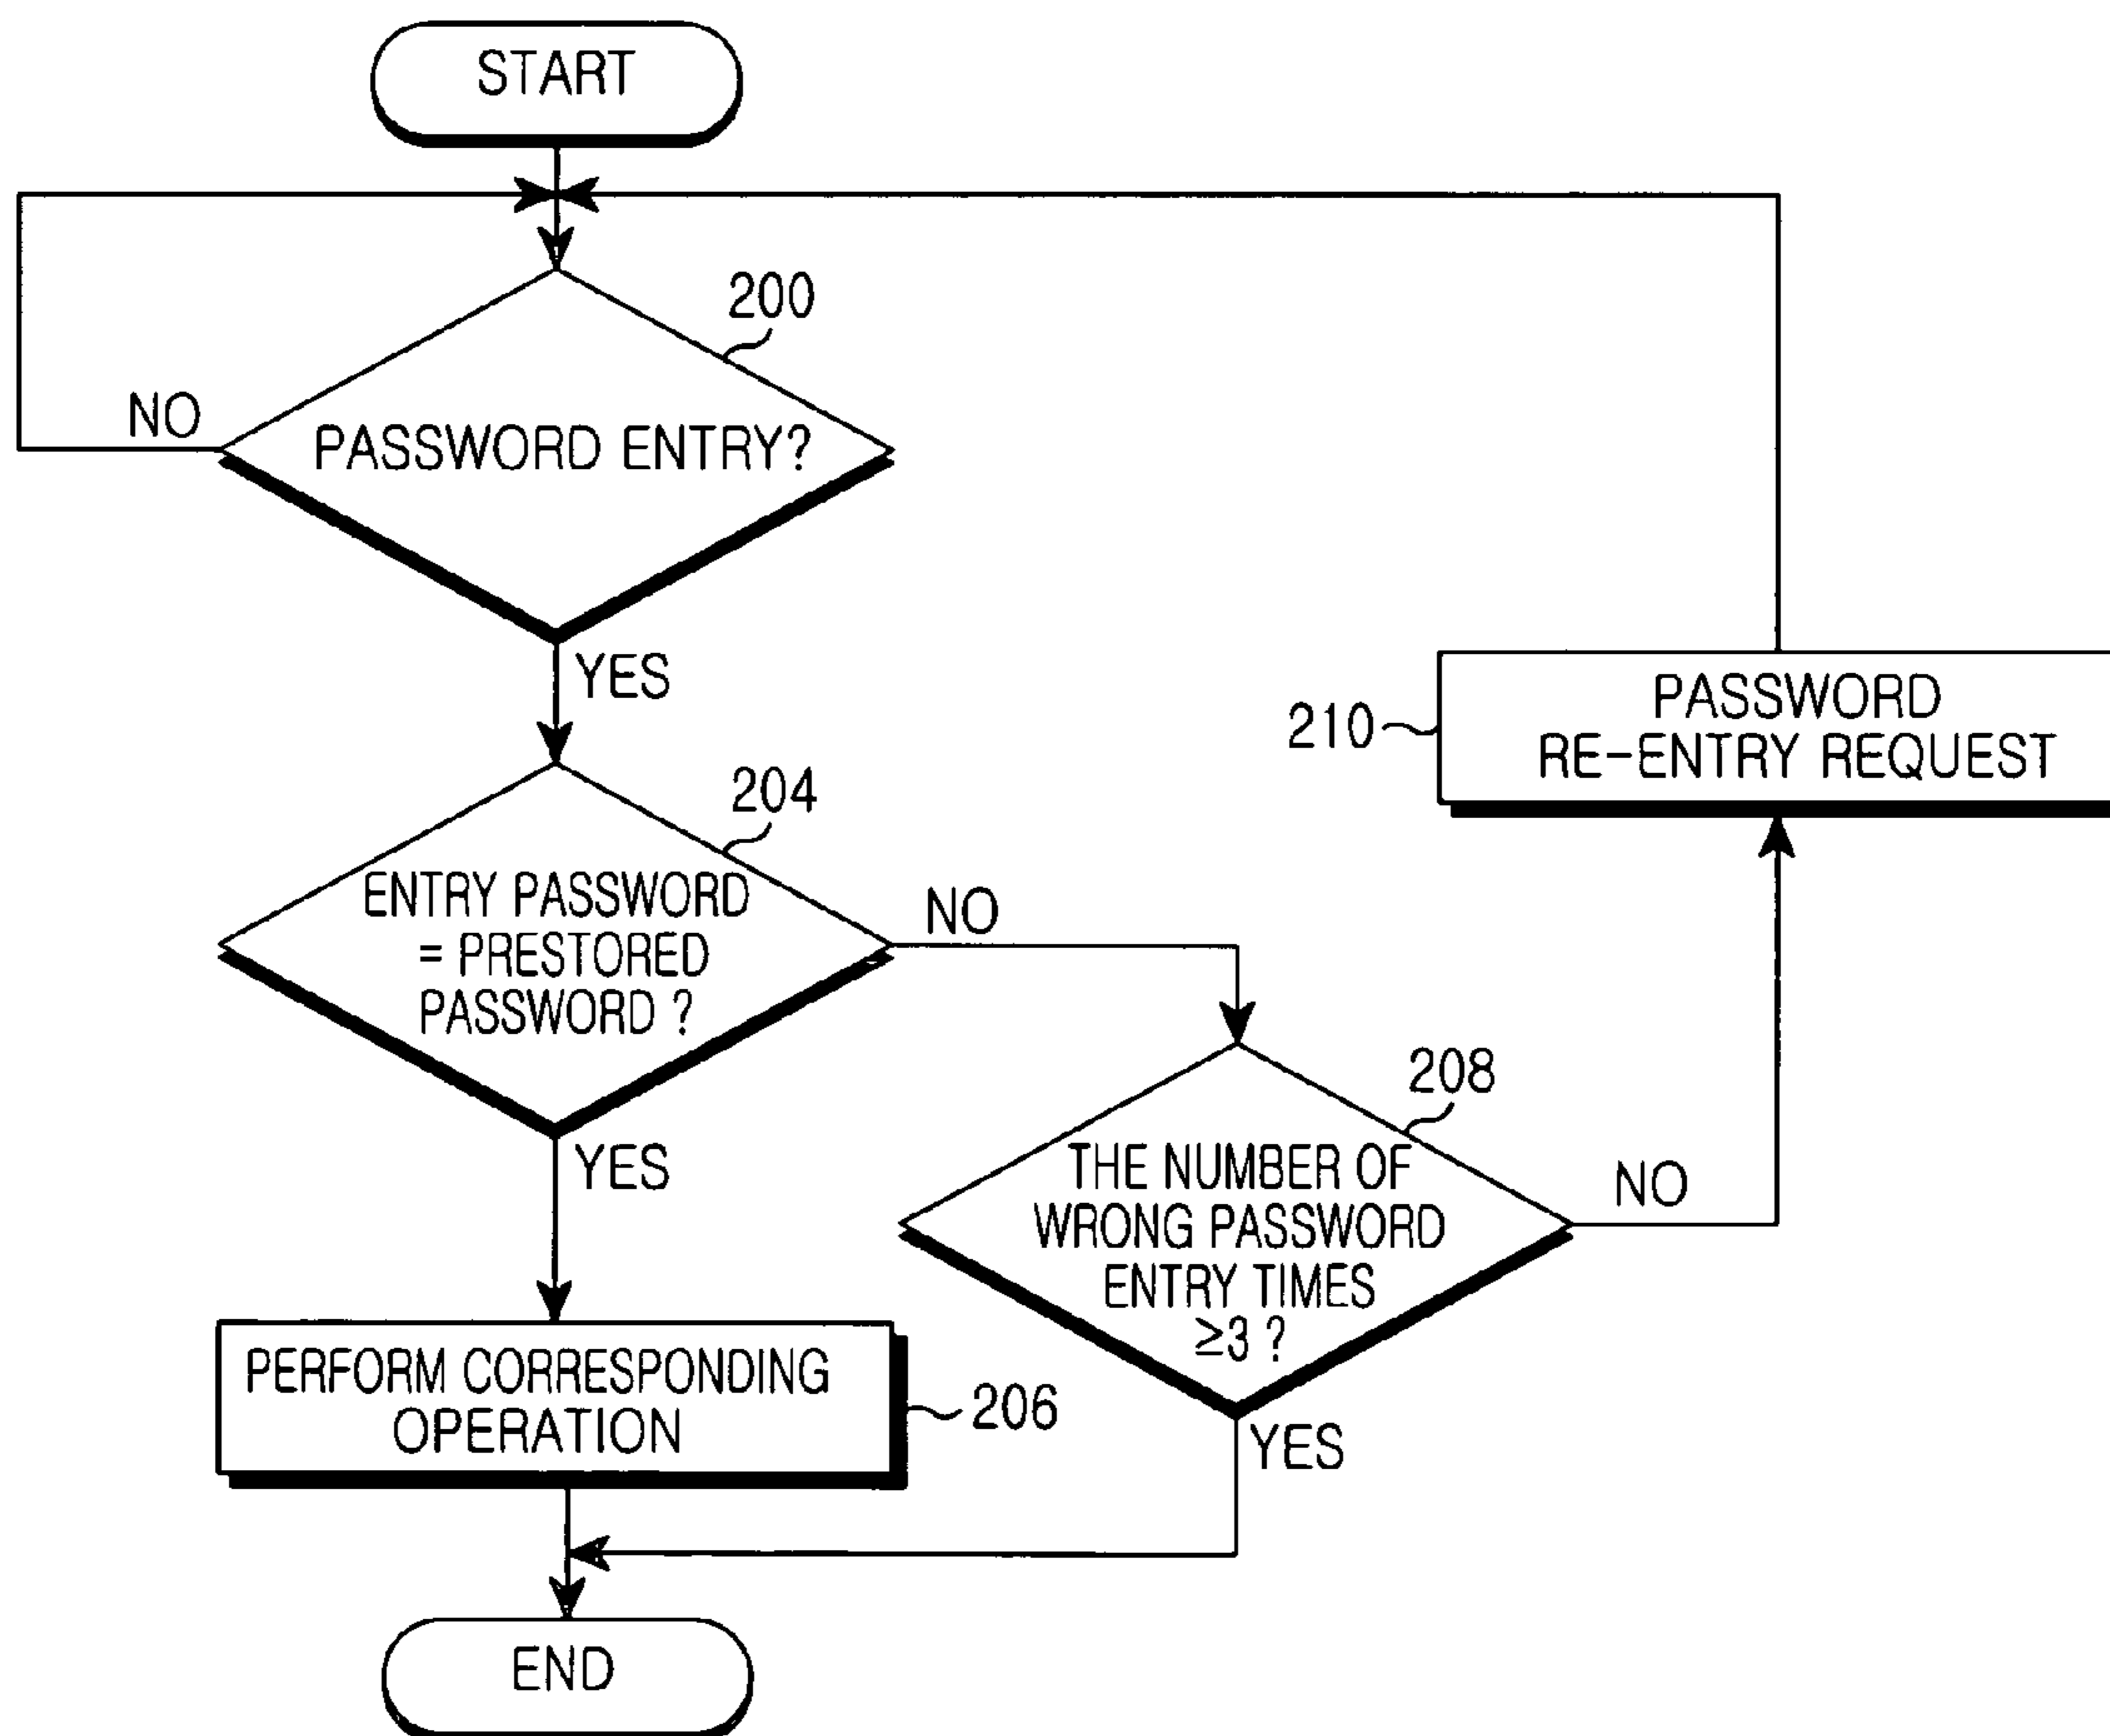 START
200
NO
PASSWORD ENTRY?
YES
PASSWORD
RE-ENTRY REQUEST
210
204
ENTRY PASSWORD
= PRESTORED
PASSWORD ?
NO
YES
208
THE NUMBER OF
WRONG PASSWORD
ENTRY TIMES
≥3 ?
NO
YES
PERFORM CORRESPONDING
OPERATION
206
END